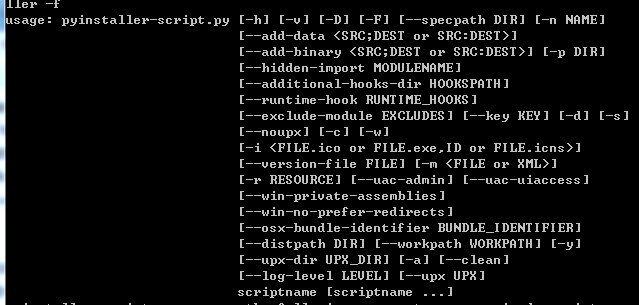 ller -f
usage: pyinstaller-script.py [-h] [-v] [-D] [-F] [--specpath DIR] [-n NAME]
[--add-data <SRC;DEST or SRC:DEST>]
[--add-binary <SRC;DEST or SRC:DEST>] [-p DIR]
[--hidden-import MODULENAME]
[--additional-hooks-dir HOOKSPATH]
[--runtime-hook RUNTIME_HOOKS]
[--exclude-module EXCLUDES] [--key KEY] [-d] [-s]
[--noupx] [-c] [-w]
[-i <FILE.ico or FILE.exe,ID or FILE.icns>]
[--version-file FILE] [-m <FILE or XML>]
[-r RESOURCE] [--uac-admin] [--uac-uiaccess]
[--win-private-assemblies]
[--win-no-prefer-redirects]
[--osx-bundle-identifier BUNDLE_IDENTIFIER]
[--distpath DIR] [--workpath WORKPATH] [-y]
[--upx-dir UPX_DIR] [-a] [--clean]
[--log-level LEVEL] [--upx UPX]
scriptname [scriptname ...]